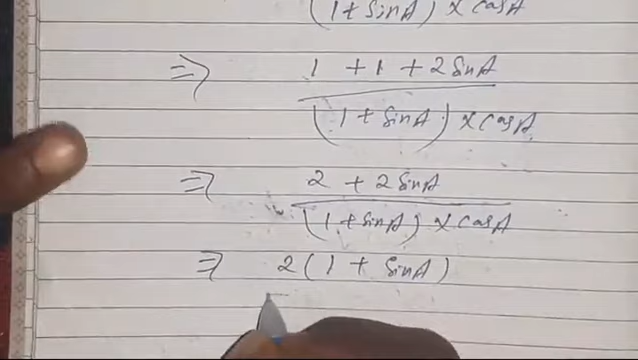 (1 + sinA) × cosA
⇒ 1 + 1 + 2 sinA
(1 + sinA) × cosA
⇒ 2 + 2 sinA
(1 + sinA) × cosA
⇒ 2 (1 + sinA)